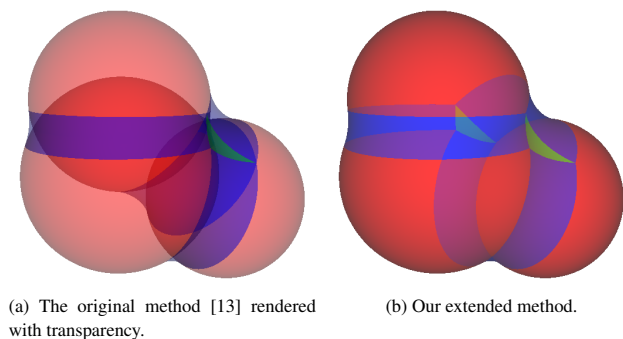 (a) The original method [13] rendered
with transparency.
(b) Our extended method.